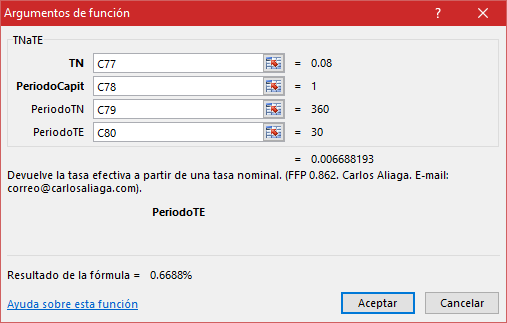 Argumentos de función ? ×
TNaTE
TN C77 = 0.08
PeriodoCapit C78 = 1
PeriodoTN C79 = 360
PeriodoTE C80 = 30
= 0.006688193
Devuelve la tasa efectiva a partir de una tasa nominal. (FFP 0.862. Carlos Aliaga. E-mail:
correo@carlosaliaga.com).
PeriodoTE
Resultado de la fórmula = 0.6688%
Ayuda sobre esta función Aceptar Cancelar